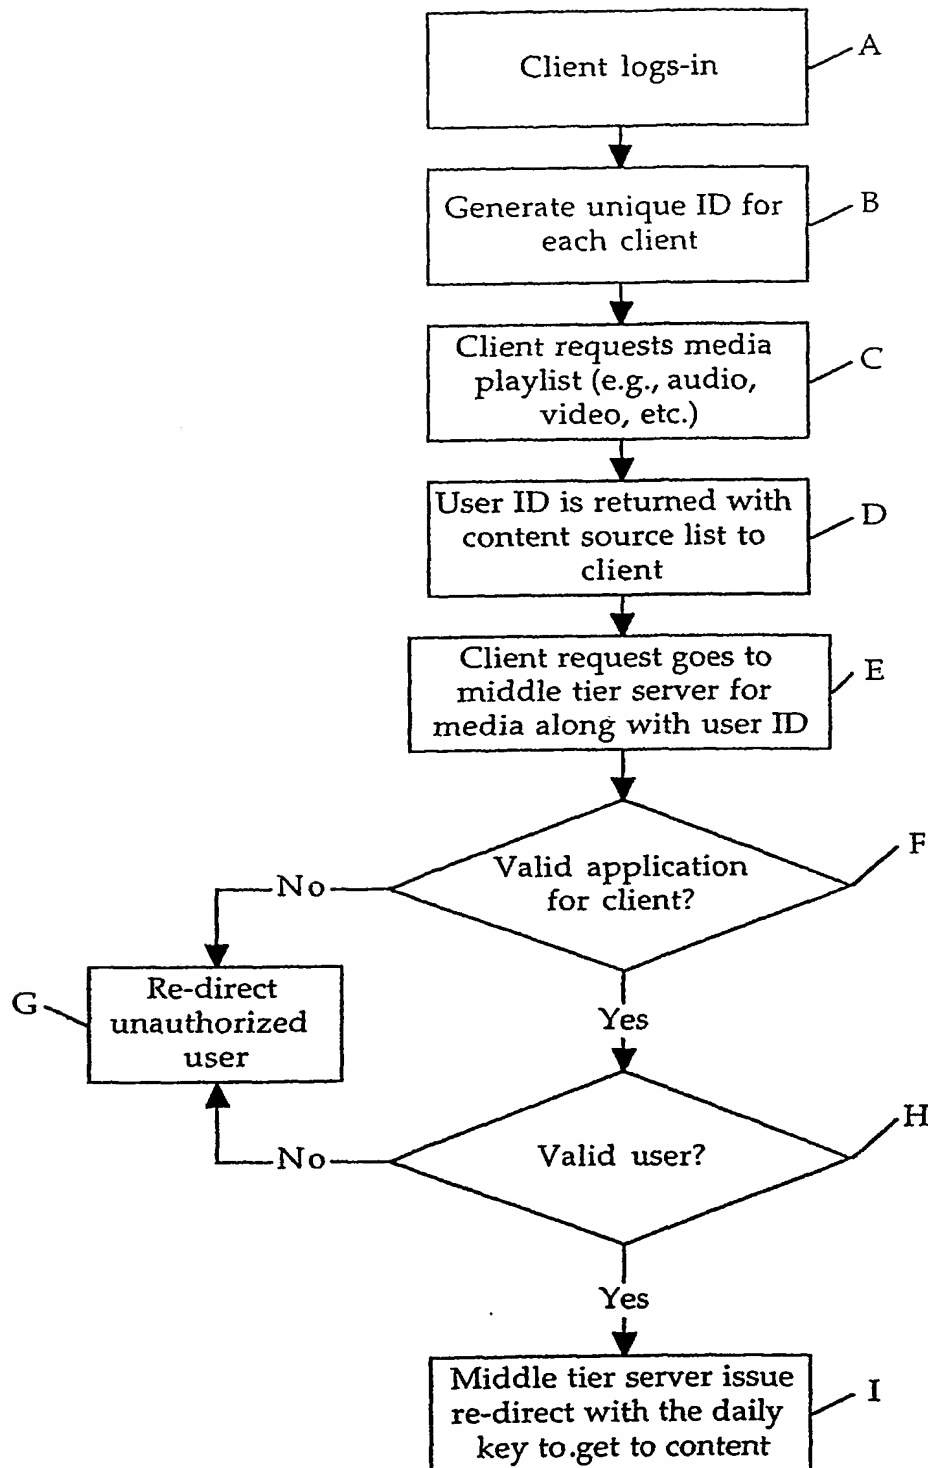 Client logs-in
A
Generate unique ID for
each client
B
Client requests media
playlist (e.g., audio,
video, etc.)
C
User ID is returned with
content source list to
client
D
Client request goes to
middle tier server for
media along with user ID
E
Valid application
for client?
F
No
Re-direct
unauthorized
user
G
Yes
Valid user?
H
No
Yes
Middle tier server issue
re-direct with the daily
key to.get to content
I